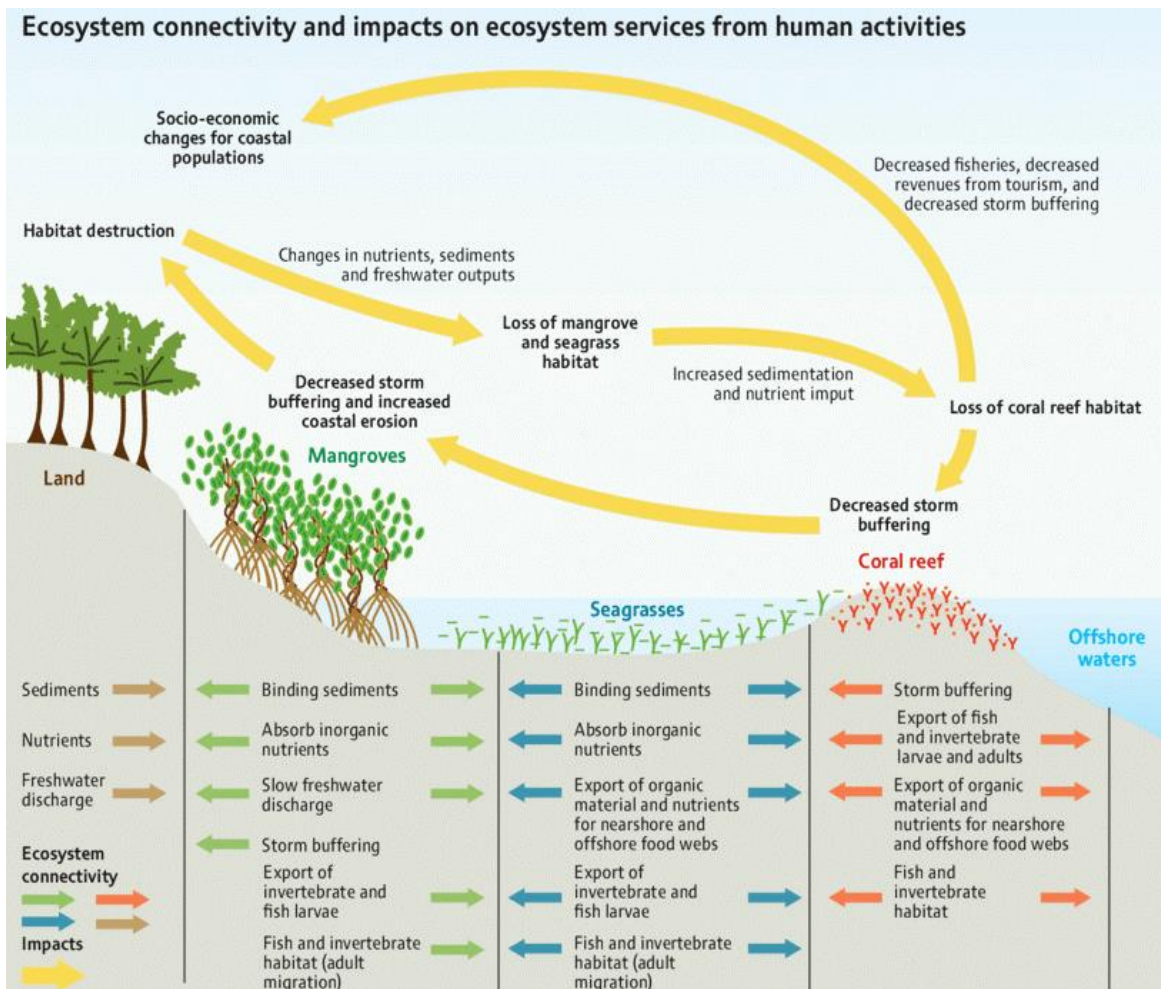 Ecosystem connectivity and impacts on ecosystem services from human activities
Socio-economic
changes for coastal
populations
Decreased fisheries, decreased
revenues from tourism, and
decreased storm buffering
Habitat destruction
Changes in nutrients, sediments
and freshwater outputs
Loss of mangrove
and seagrass
habitat
Increased sedimentation
and nutrient imput
Loss of coral reef habitat
Decreased storm
buffering and increased
coastal erosion
Decreased storm
buffering
Land
Mangroves
Seagrasses
Coral reef
Offshore
waters
Sediments
Nutrients
Freshwater
discharge
Ecosystem
connectivity
Impacts
Binding sediments
Absorb inorganic
nutrients
Slow freshwater
discharge
Storm buffering
Export of
invertebrate and
fish larvae
Fish and invertebrate
habitat (adult
migration)
Binding sediments
Absorb inorganic
nutrients
Export of organic
material and nutrients
for nearshore and
offshore food webs
Export of
invertebrate and
fish larvae
Fish and invertebrate
habitat (adult
migration)
Storm buffering
Export of fish
and invertebrate
larvae and adults
Export of organic
material and
nutrients for nearshore
and offshore food webs
Fish and
invertebrate
habitat